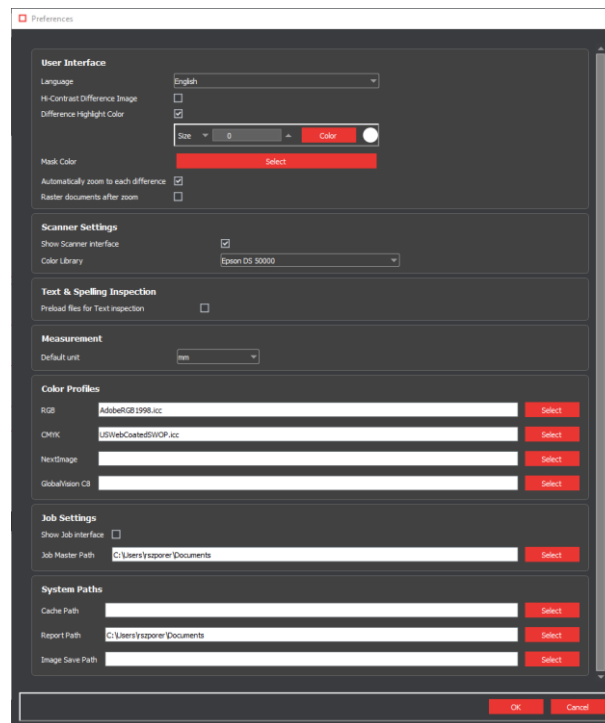 Preferences
User Interface
Language English
Hi-Contrast Difference Image
Difference Highlight Color
Size 0 Color
Mask Color Select
Automatically zoom to each difference
Raster documents after zoom
Scanner Settings
Show Scanner interface
Color Library Epson DS 50000
Text & Spelling Inspection
Preload files for Text inspection
Measurement
Default unit mm
Color Profiles
RGB AdobeRGB1998.icc Select
CMYK USWebCoatedSWOP.icc Select
NextImage Select
GlobalVision C8 Select
Job Settings
Show Job interface
Job Master Path C:\Users\rszporer\Documents Select
System Paths
Cache Path Select
Report Path C:\Users\rszporer\Documents Select
Image Save Path Select
OK Cancel